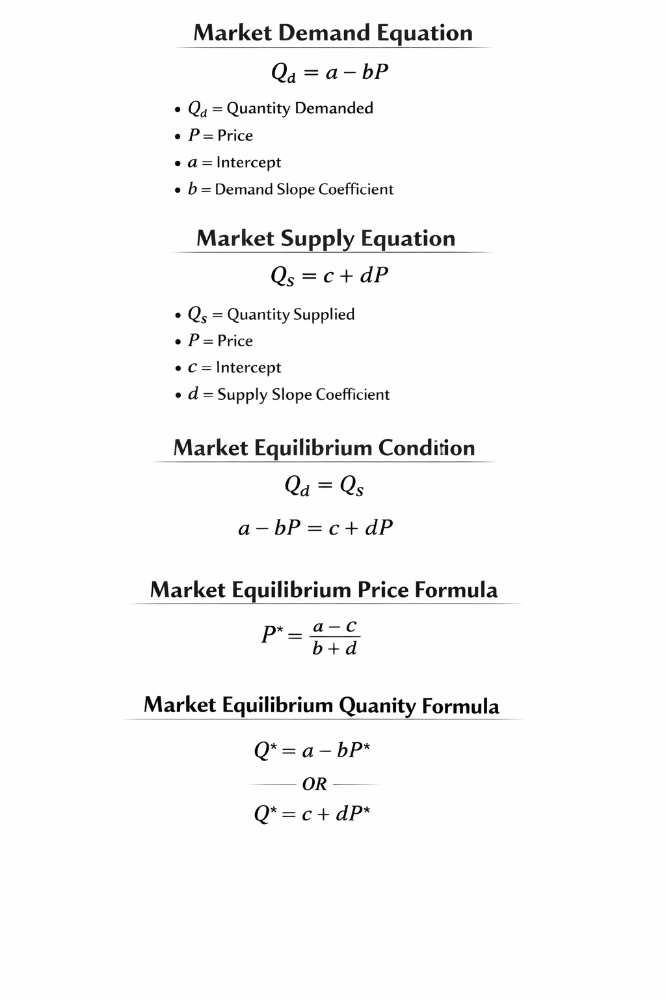 Market Demand Equation
Q_d = a − bP
• Q_d = Quantity Demanded
• P = Price
• a = Intercept
• b = Demand Slope Coefficient
Market Supply Equation
Q_s = c + dP
• Q_s = Quantity Supplied
• P = Price
• c = Intercept
• d = Supply Slope Coefficient
Market Equilibrium Condition
Q_d = Q_s
a − bP = c + dP
Market Equilibrium Price Formula
P* = (a − c) / (b + d)
Market Equilibrium Quanity Formula
Q* = a − bP*
OR
Q* = c + dP*